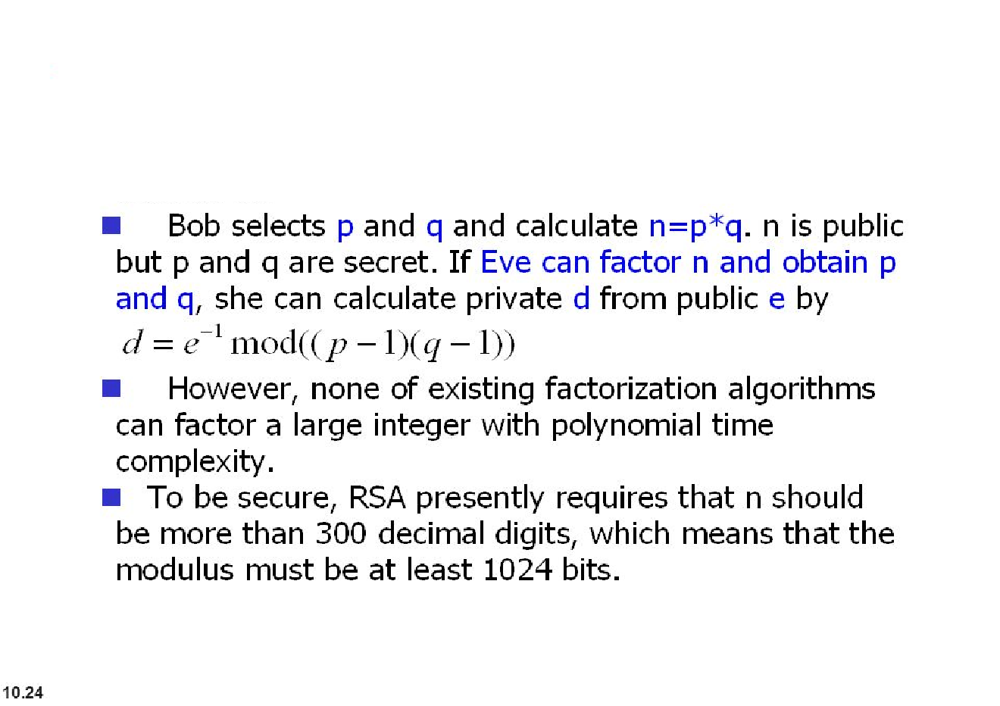 Bob selects p and q and calculate n=p*q. n is public
but p and q are secret. If Eve can factor n and obtain p
and q, she can calculate private d from public e by
d = e⁻¹ mod((p − 1)(q − 1))
However, none of existing factorization algorithms
can factor a large integer with polynomial time
complexity.
To be secure, RSA presently requires that n should
be more than 300 decimal digits, which means that the
modulus must be at least 1024 bits.
10.24